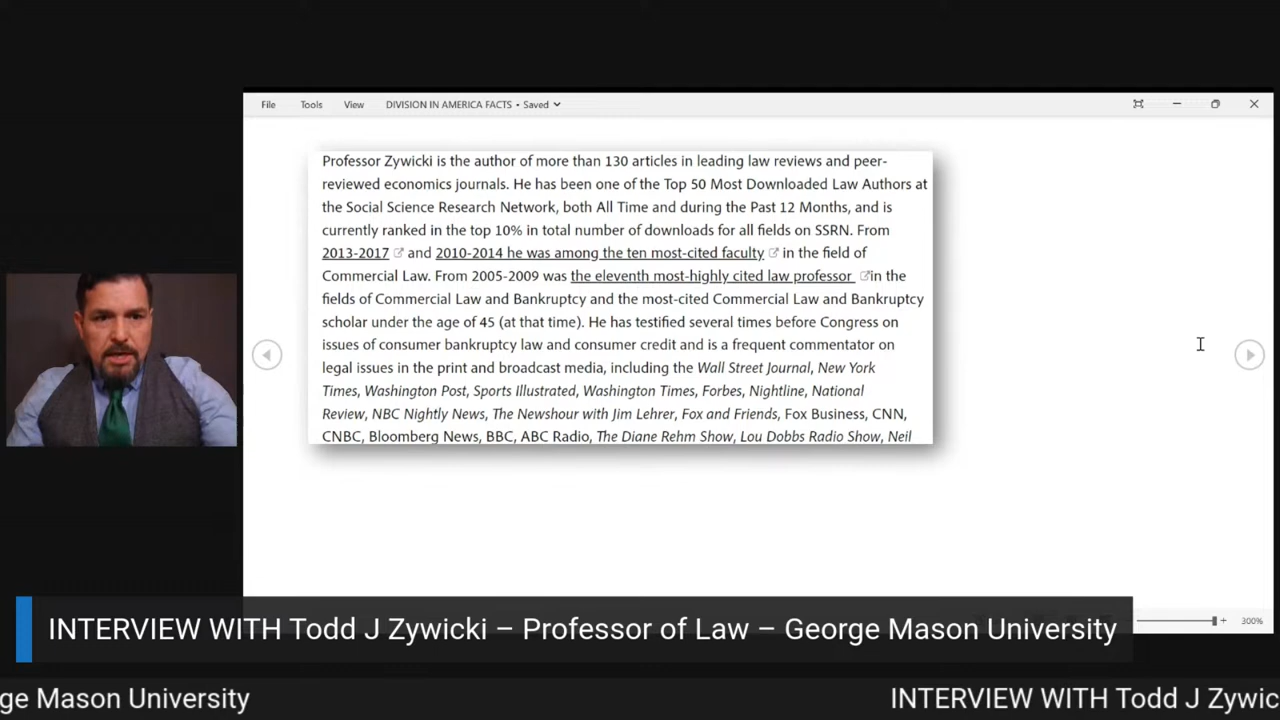 File Tools View DIVISION IN AMERICA FACTS • Saved
Professor Zywicki is the author of more than 130 articles in leading law reviews and peer-
reviewed economics journals. He has been one of the Top 50 Most Downloaded Law Authors at
the Social Science Research Network, both All Time and during the Past 12 Months, and is
currently ranked in the top 10% in total number of downloads for all fields on SSRN. From
2013-2017 and 2010-2014 he was among the ten most-cited faculty in the field of
Commercial Law. From 2005-2009 was the eleventh most-highly cited law professor in the
fields of Commercial Law and Bankruptcy and the most-cited Commercial Law and Bankruptcy
scholar under the age of 45 (at that time). He has testified several times before Congress on
issues of consumer bankruptcy law and consumer credit and is a frequent commentator on
legal issues in the print and broadcast media, including the Wall Street Journal, New York
Times, Washington Post, Sports Illustrated, Washington Times, Forbes, Nightline, National
Review, NBC Nightly News, The Newshour with Jim Lehrer, Fox and Friends, Fox Business, CNN,
CNBC, Bloomberg News, BBC, ABC Radio, The Diane Rehm Show, Lou Dobbs Radio Show, Neil
300%
INTERVIEW WITH Todd J Zywicki – Professor of Law – George Mason University
ge Mason University INTERVIEW WITH Todd J Zywic